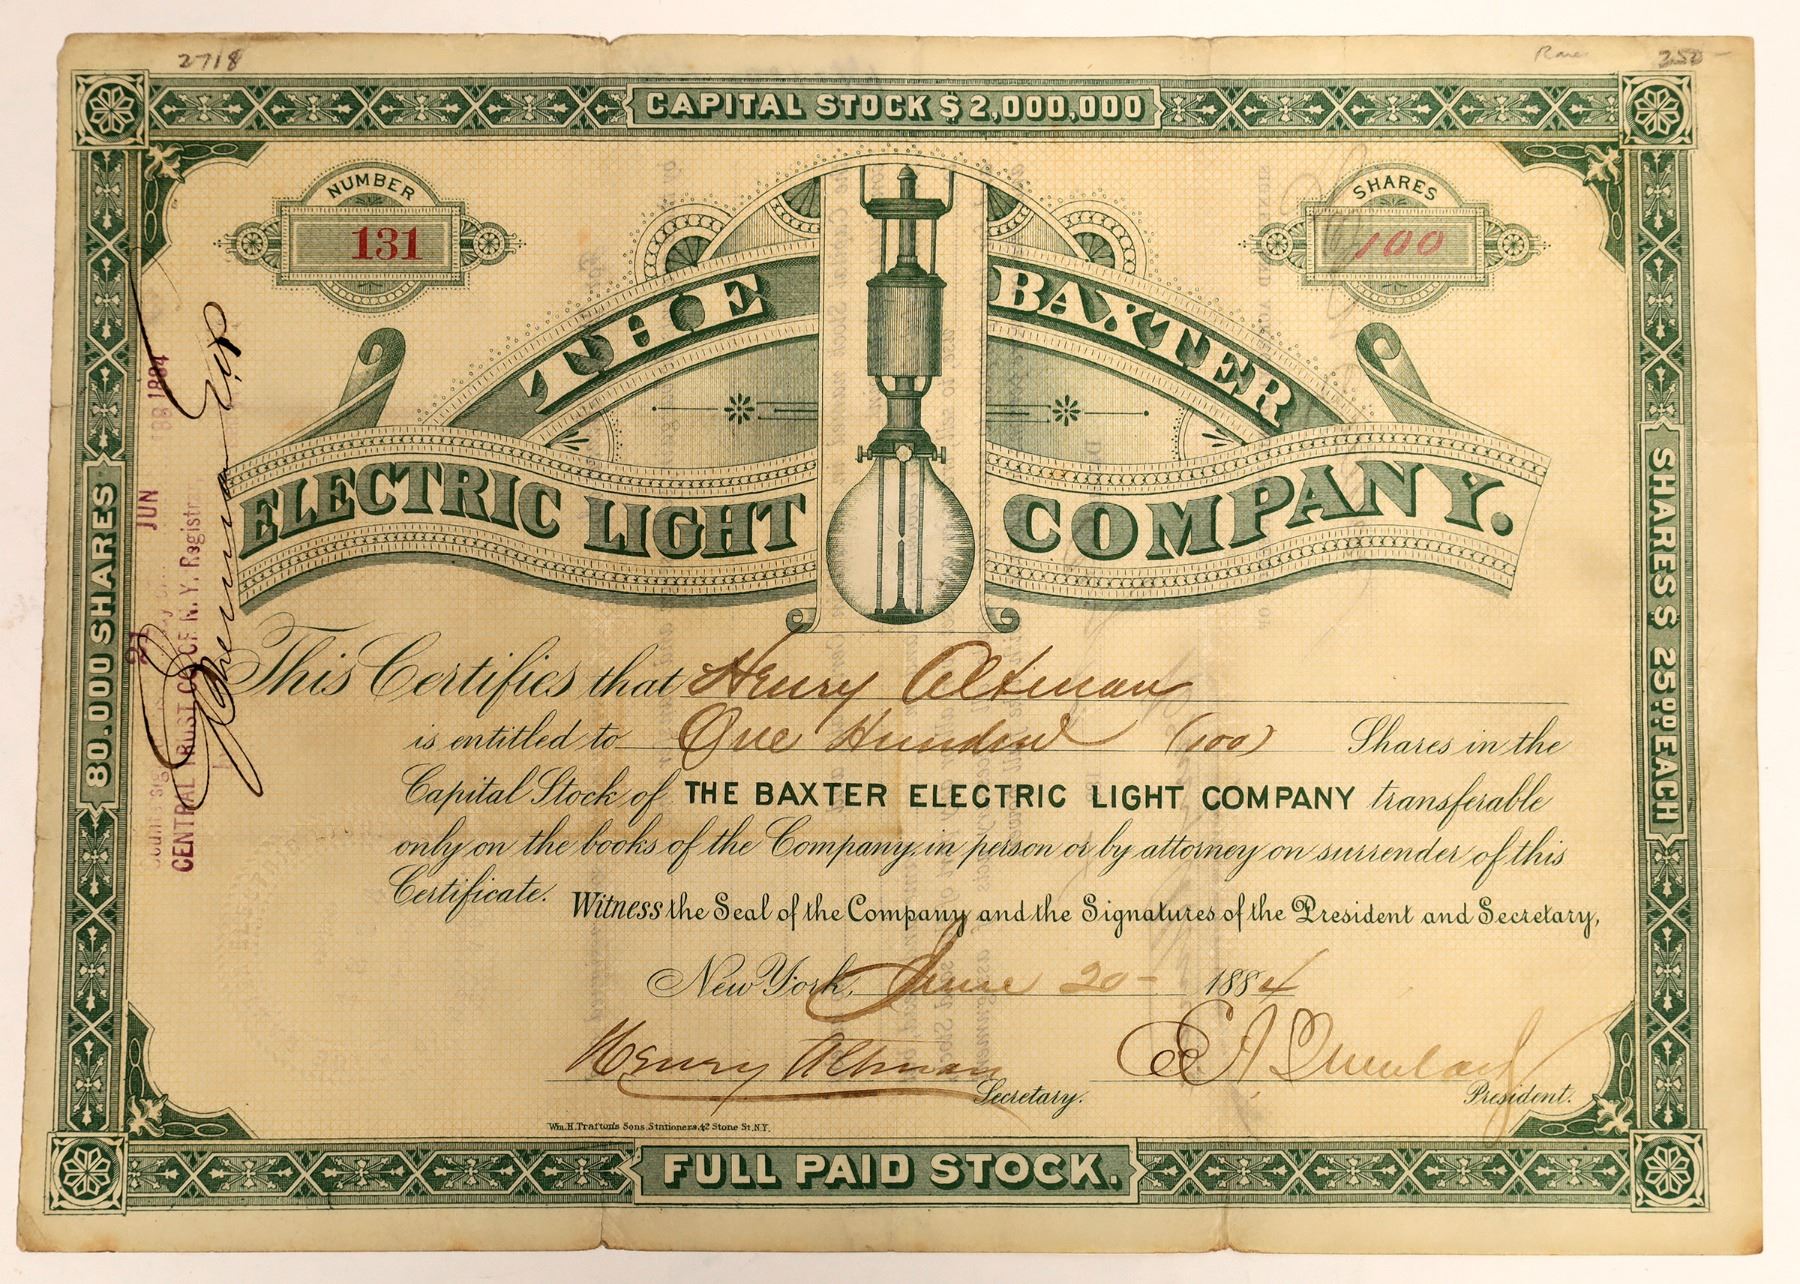 2718
Rare 250-
CAPITAL STOCK $2,000,000
NUMBER
131
SHARES
100
THE BAXTER
ELECTRIC LIGHT COMPANY.
80.000 SHARES
SHARES $ 25.00 EACH
JUN 188 1884
21
CENTRAL TRUST CO. OF N.Y. Registr
This Certifies that Henry Altman
is entitled to One Hundred (100) Shares in the
Capital Stock of THE BAXTER ELECTRIC LIGHT COMPANY transferable
only on the books of the Company in person or by attorney on surrender of this
Certificate.
Witness the Seal of the Company and the Signatures of the President and Secretary,
New York, June 20- 1884
Henry Altman
Secretary.
President.
Wm. H. Trafton's Sons, Stationers, 42 Stone St. N.Y.
FULL PAID STOCK.